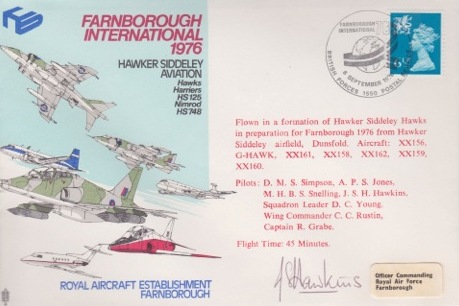 FARNBOROUGH
INTERNATIONAL
1976
HAWKER SIDDELEY
AVIATION
Hawks
Harriers
HS 125
Nimrod
HS 748
ROYAL AIRCRAFT ESTABLISHMENT
FARNBOROUGH
FARNBOROUGH
INTERNATIONAL
6 SEPTEMBER
BRITISH FORCES 1550 POSTAL
Flown in a formation of Hawker Siddeley Hawks
in preparation for Farnborough 1976 from Hawker
Siddeley airfield, Dunsfold. Aircraft: XX156,
G-HAWK, XX161, XX158, XX162, XX159,
XX160.
Pilots: D. M. S. Simpson, A. P. S. Jones,
M. H. B. S. Snelling, J. S. H. Hawkins,
Squadron Leader D. C. Young.
Wing Commander C. C. Rustin,
Captain R. Grabe.
Flight Time: 45 Minutes.
JSHawkins
Officer Commanding
Royal Air Force
Farnborough